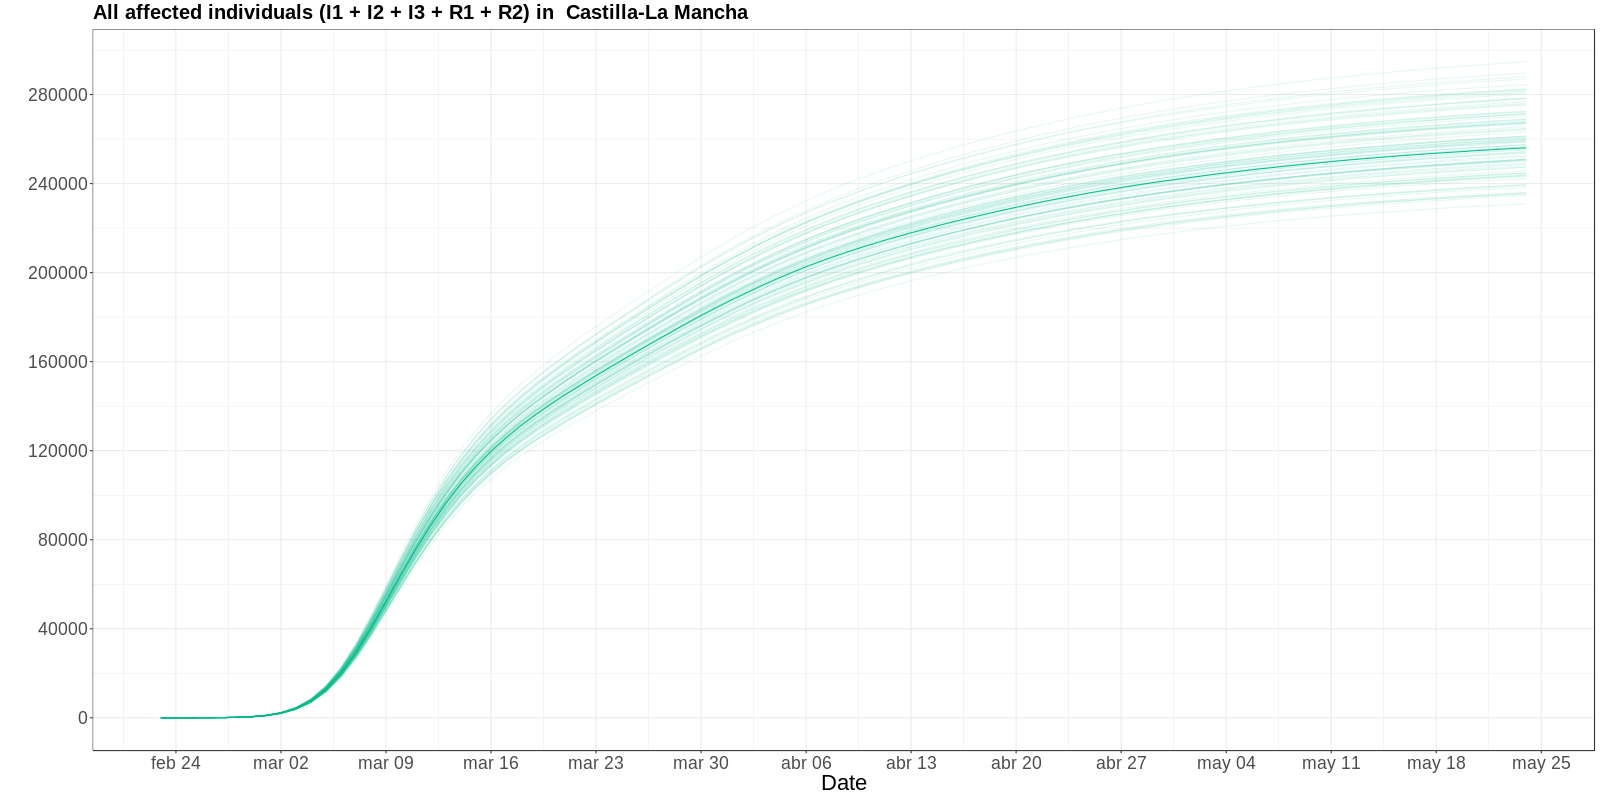 All affected individuals (I1 + I2 + I3 + R1 + R2) in  Castilla-La Mancha
280000
240000
200000
160000
120000
80000
40000
0
feb 24 mar 02 mar 09 mar 16 mar 23 mar 30 abr 06 abr 13 abr 20 abr 27 may 04 may 11 may 18 may 25
Date